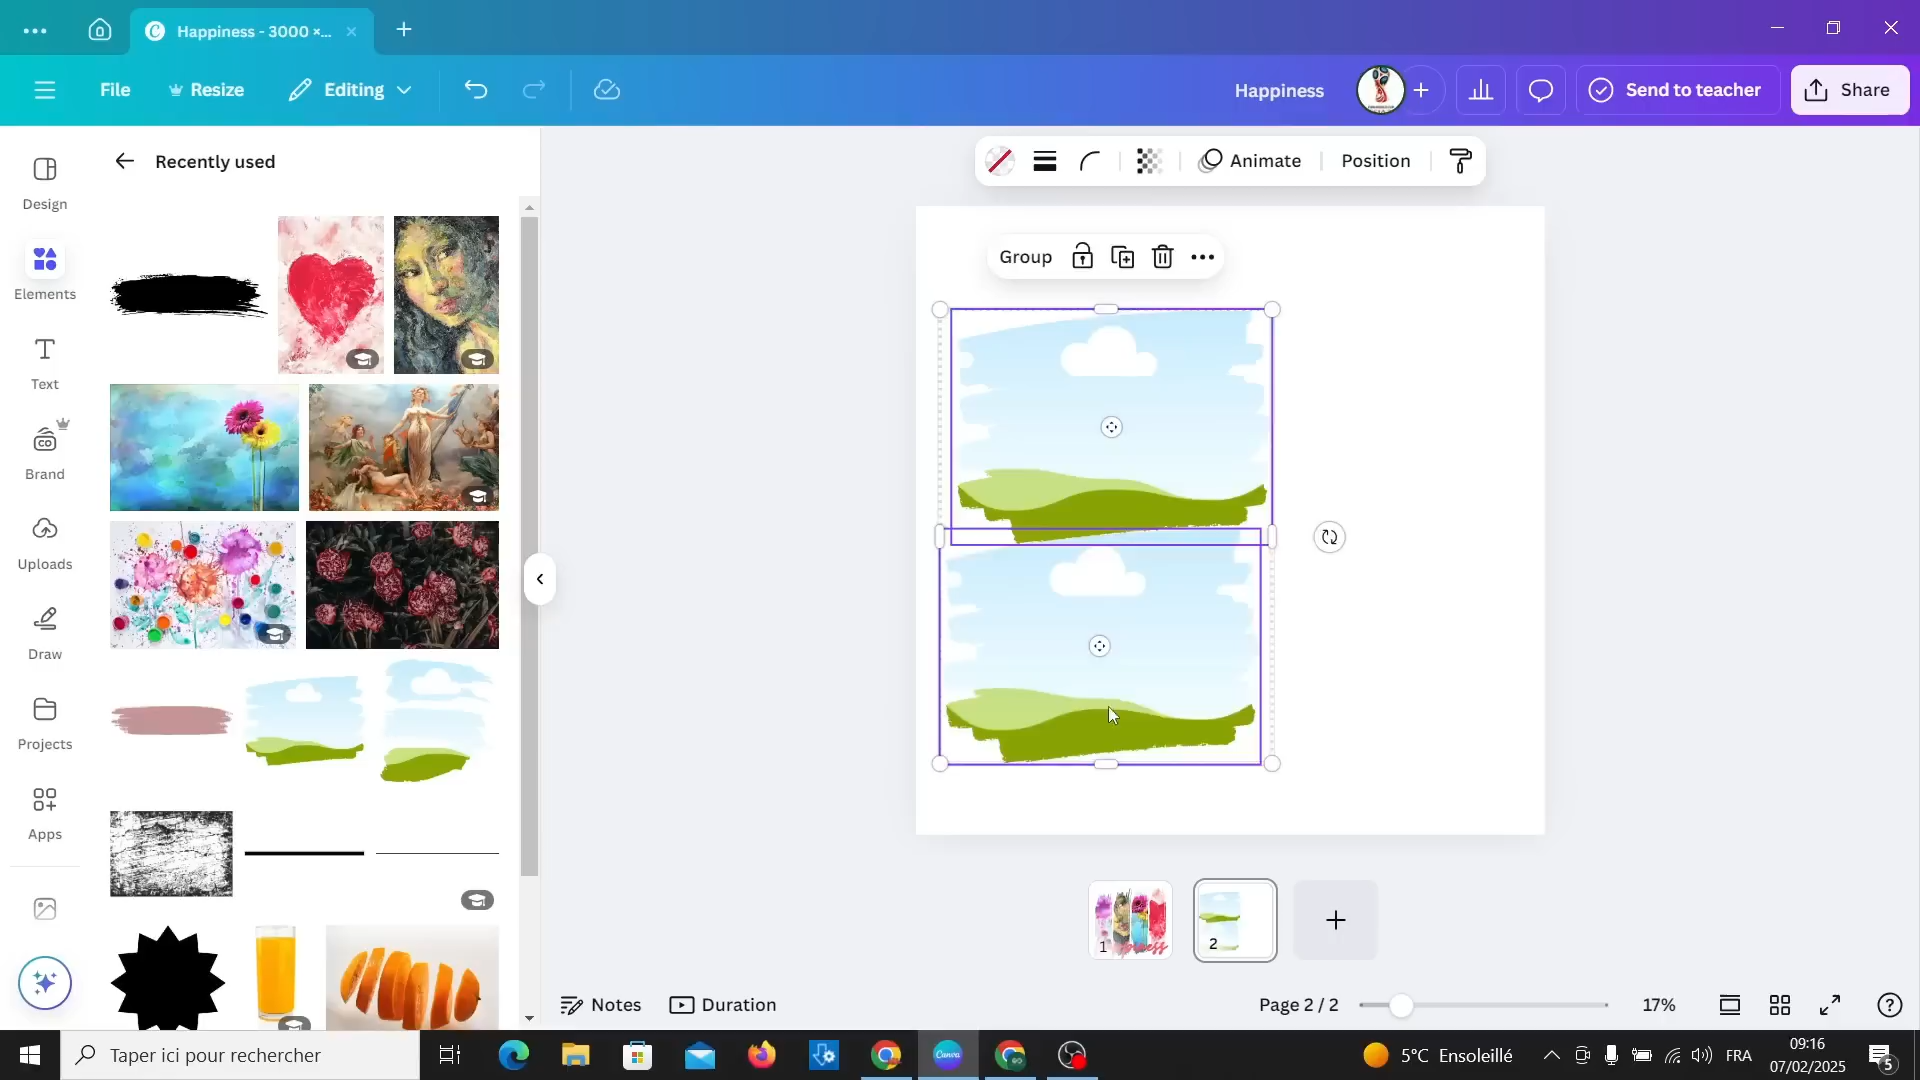 Happiness - 3000 ×...
File
Resize
Editing
Happiness
Send to teacher
Share
Design
Elements
Text
Brand
Uploads
Draw
Projects
Apps
Recently used
Animate
Position
Group
1
2
Notes
Duration
Page 2 / 2
17%
Taper ici pour rechercher
Canva
5°C Ensoleillé
FRA
09:16
07/02/2025
5